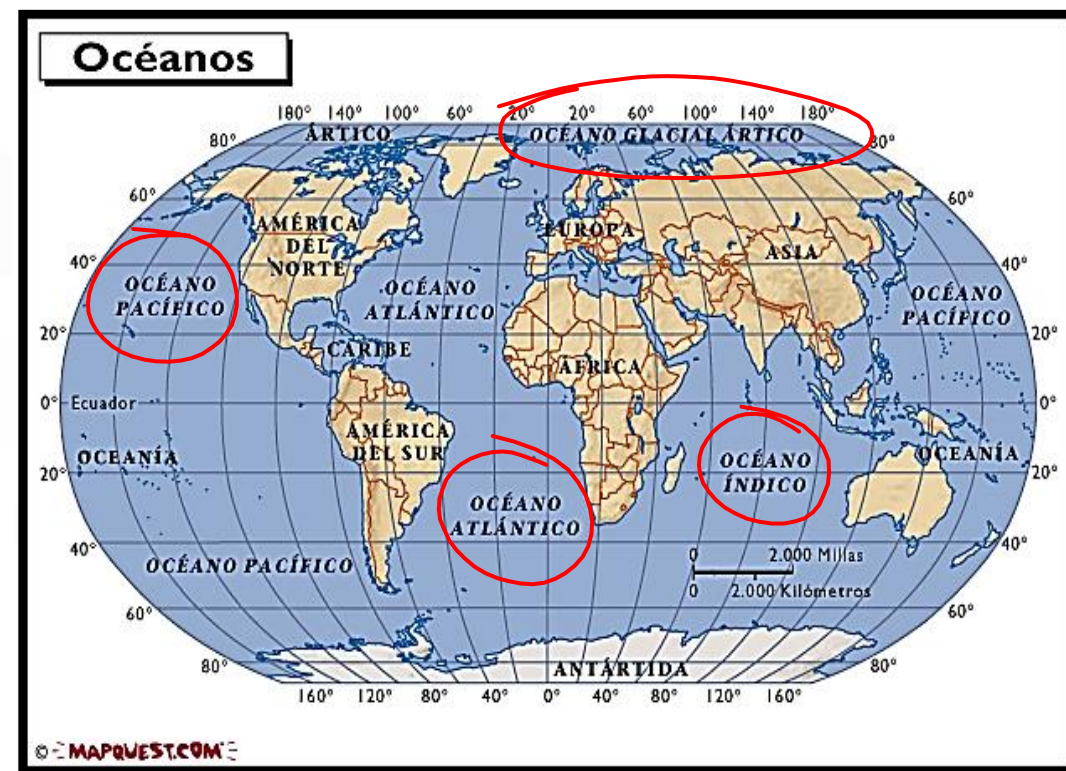 Océanos
180° 140° 100° 60° 20° 20° 60° 100° 140° 180°
80° ÁRTICO OCÉANO GLACIAL ÁRTICO 80°
60° 60°
AMÉRICA
DEL
NORTE
EUROPA
ASIA
40° 40°
OCÉANO
PACÍFICO
OCÉANO
ATLÁNTICO
OCÉANO
PACÍFICO
20° 20°
CARIBE
ÁFRICA
0° Ecuador 0°
AMÉRICA
DEL SUR
OCEANÍA
OCEANÍA
20° 20°
OCÉANO
ÍNDICO
OCÉANO
ATLÁNTICO
40° 40°
OCÉANO PACÍFICO
0 2.000 Millas
0 2.000 Kilómetros
60° 60°
80° ANTÁRTIDA 80°
160° 120° 80° 40° 0° 40° 80° 120° 160°
© MAPQUEST.COM